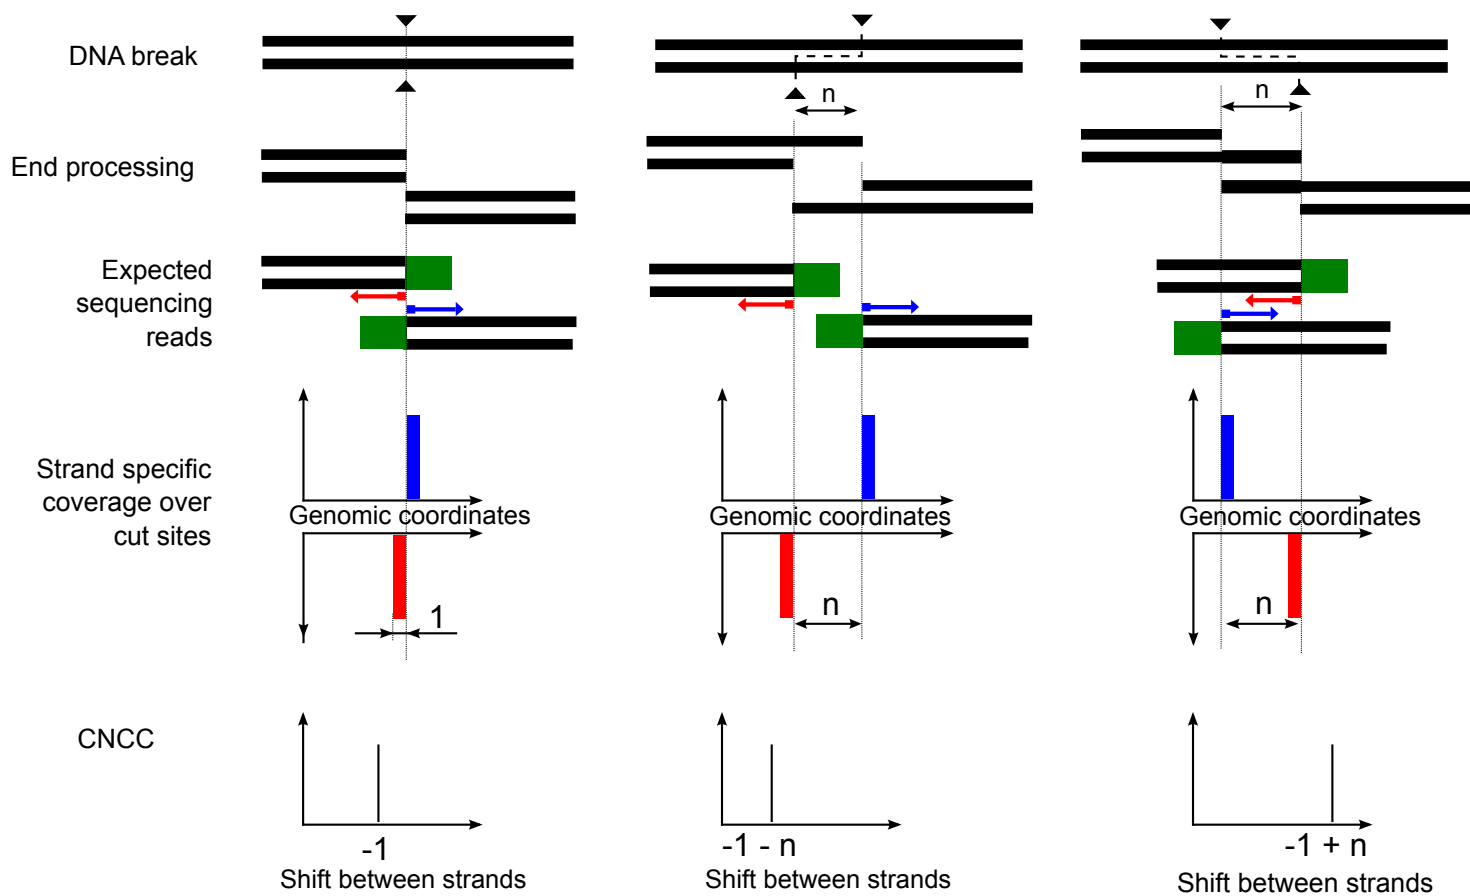 DNA break
n
n
End processing
Expected
sequencing
reads
Strand specific
coverage over
cut sites
Genomic coordinates
Genomic coordinates
Genomic coordinates
1
n
n
CNCC
-1
-1 - n
-1 + n
Shift between strands
Shift between strands
Shift between strands